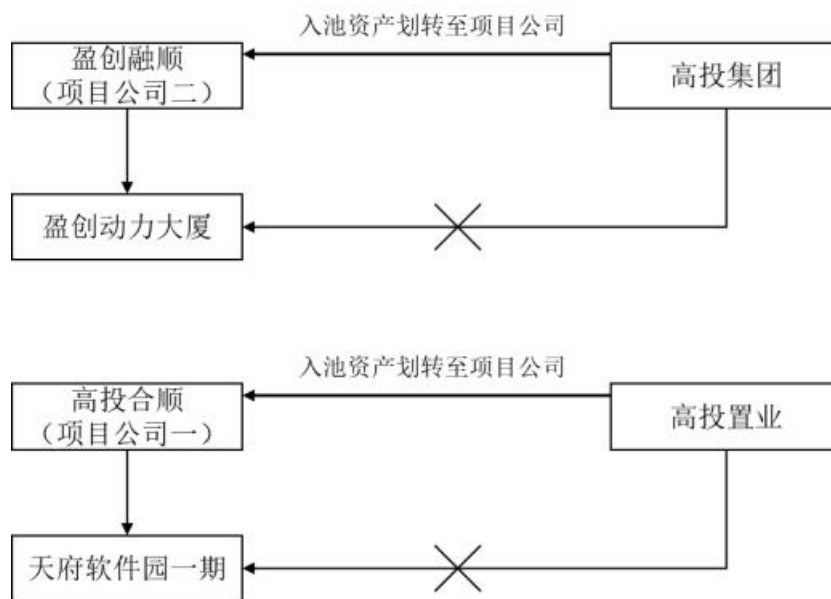 入池资产划转至项目公司
盈创融顺
（项目公司二）
高投集团
盈创动力大厦
入池资产划转至项目公司
高投合顺
（项目公司一）
高投置业
天府软件园一期